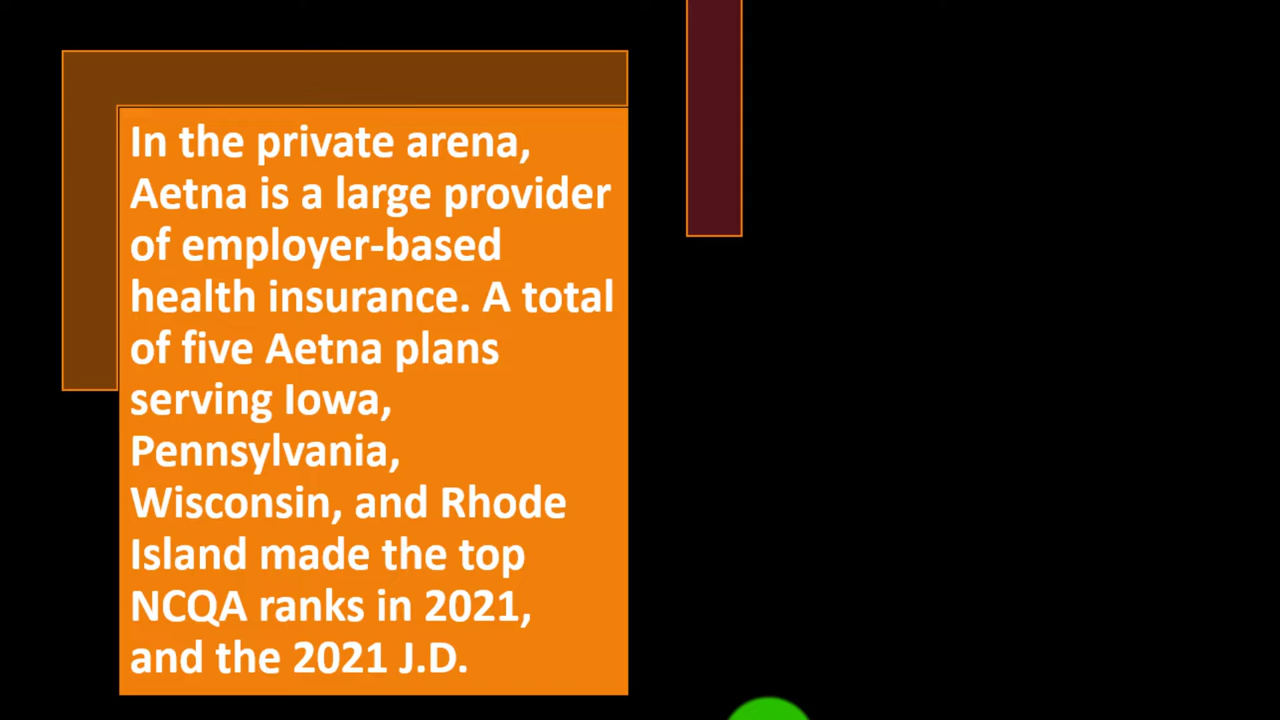 In the private arena,
Aetna is a large provider
of employer-based
health insurance. A total
of five Aetna plans
serving Iowa,
Pennsylvania,
Wisconsin, and Rhode
Island made the top
NCQA ranks in 2021,
and the 2021 J.D.